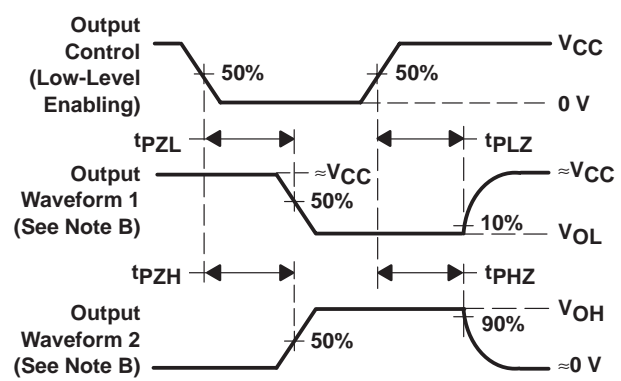 Output
Control
(Low-Level
Enabling)
50%
50%
VCC
0 V
tPZL
tPLZ
Output
Waveform 1
(See Note B)
≈VCC
50%
≈VCC
10%
VOL
tPZH
tPHZ
Output
Waveform 2
(See Note B)
50%
VOH
90%
≈0 V